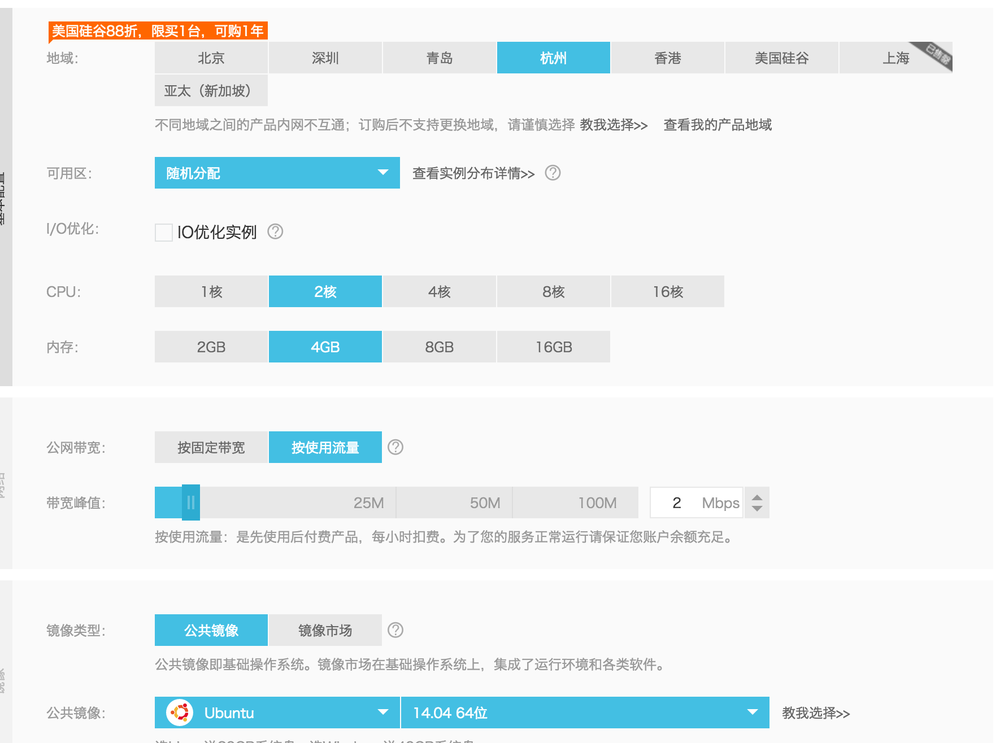 美国硅谷88折，限买1台，可购1年
地域：
北京
深圳
青岛
杭州
香港
美国硅谷
上海
已售罄
亚太（新加坡）
不同地域之间的产品内网不互通；订购后不支持更换地域，请谨慎选择 教我选择>> 查看我的产品地域
基本配置
可用区：
随机分配
查看实例分布详情>>
?
I/O优化：
IO优化实例
?
CPU：
1核
2核
4核
8核
16核
内存：
2GB
4GB
8GB
16GB
公网带宽：
按固定带宽
按使用流量
?
网络
带宽峰值：
25M
50M
100M
2 Mbps
按使用流量：是先使用后付费产品，每小时扣费。为了您的服务正常运行请保证您账户余额充足。
镜像类型：
公共镜像
镜像市场
?
公共镜像即基础操作系统。镜像市场在基础操作系统上，集成了运行环境和各类软件。
镜像
公共镜像：
Ubuntu
14.04 64位
教我选择>>